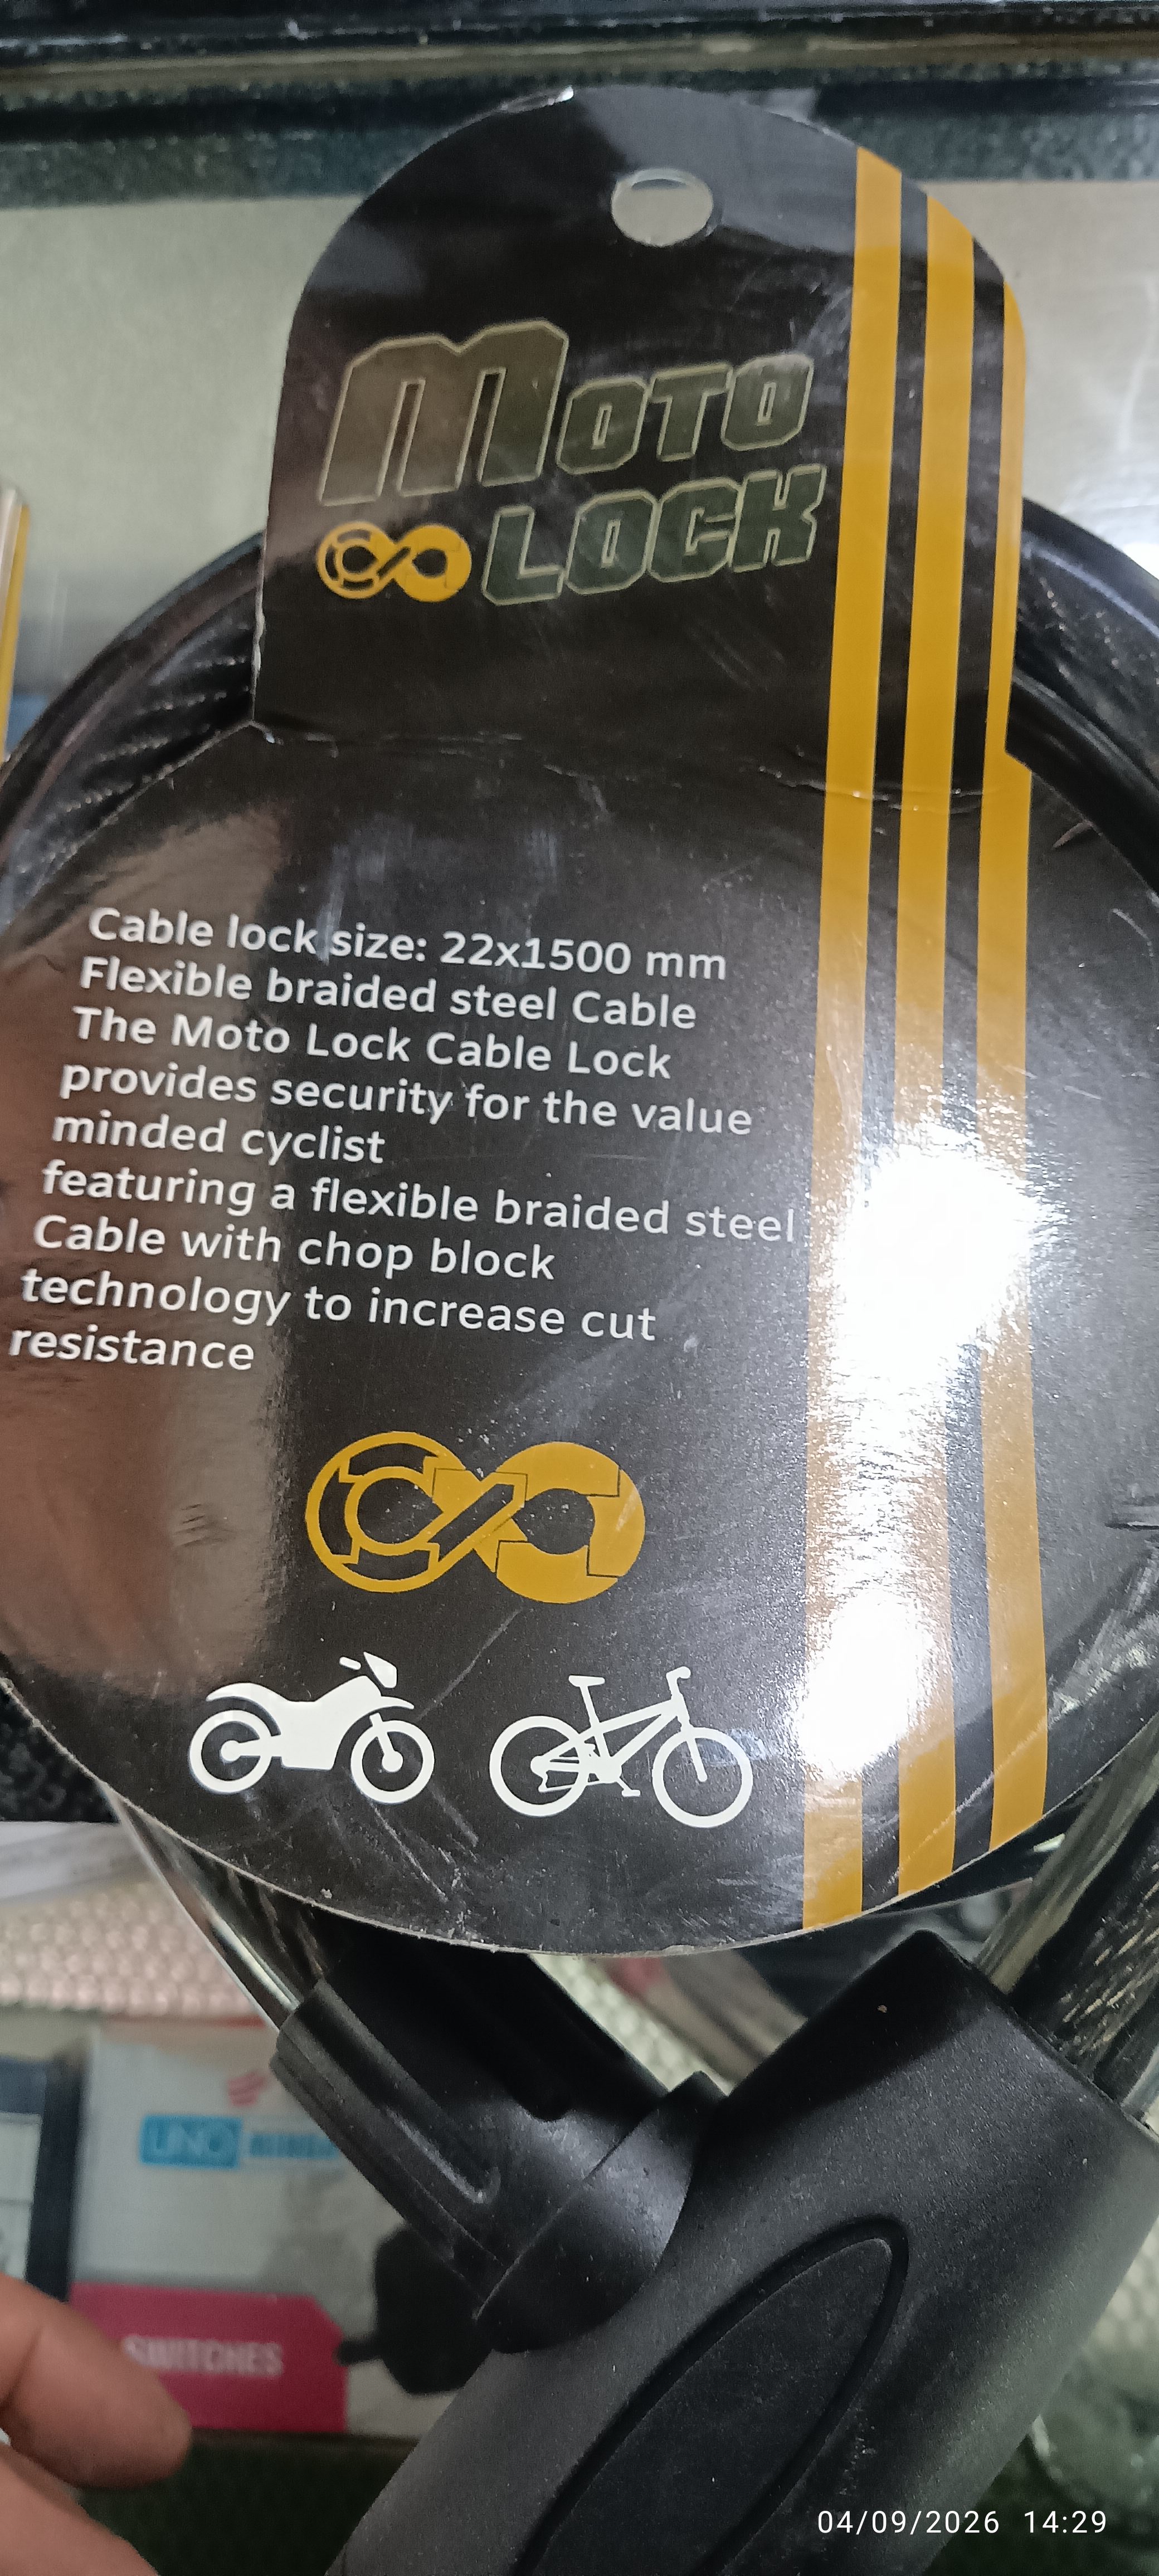 Moto
LOCK
Cable lock size: 22x1500 mm
Flexible braided steel Cable
The Moto Lock Cable Lock
provides security for the value
minded cyclist
featuring a flexible braided steel
Cable with chop block
technology to increase cut
resistance
UNO
SWITCHES
04/09/2026 14:29